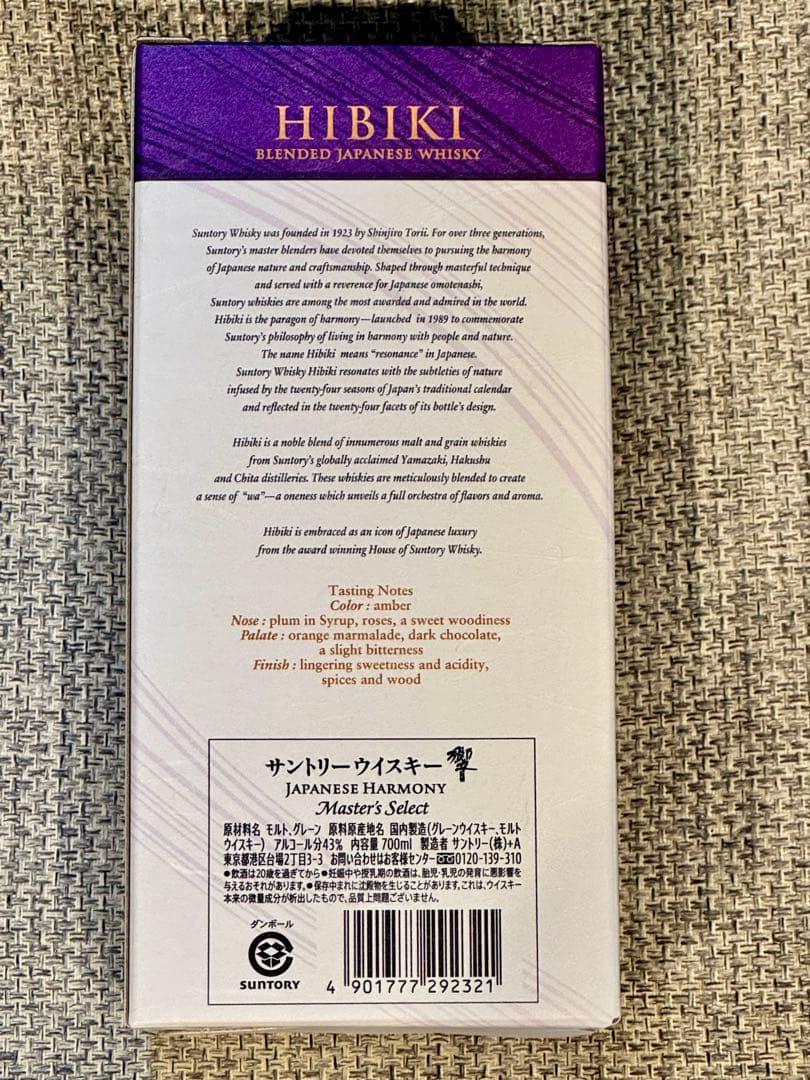 HIBIKI
BLENDED JAPANESE WHISKY
Suntory Whisky was founded in 1923 by Shinjiro Torii. For over three generations,
Suntory's master blenders have devoted themselves to pursuing the harmony
of Japanese nature and craftsmanship. Shaped through masterful technique
and served with a reverence for Japanese omotenashi,
Suntory whiskies are among the most awarded and admired in the world.
Hibiki is the paragon of harmony—launched in 1989 to commemorate
Suntory's philosophy of living in harmony with people and nature.
The name Hibiki means "resonance" in Japanese.
Suntory Whisky Hibiki resonates with the subtleties of nature
infused by the twenty-four seasons of Japan's traditional calendar
and reflected in the twenty-four facets of its bottle's design.
Hibiki is a noble blend of innumerous malt and grain whiskies
from Suntory's globally acclaimed Yamazaki, Hakushu
and Chita distilleries. These whiskies are meticulously blended to create
a sense of "wa"—a oneness which unveils a full orchestra of flavors and aroma.
Hibiki is embraced as an icon of Japanese luxury
from the award winning House of Suntory Whisky.
Tasting Notes
Color : amber
Nose : plum in Syrup, roses, a sweet woodiness
Palate : orange marmalade, dark chocolate,
a slight bitterness
Finish : lingering sweetness and acidity,
spices and wood
サントリーウイスキー 響
JAPANESE HARMONY
Master's Select
原材料名 モルト、グレーン 原料原産地名 国内製造(グレーンウイスキー、モルト
ウイスキー) アルコール分43% 内容量700ml 製造者 サントリー(株)+A
東京都港区台場2丁目3-3 お問い合わせはお客様センター 0120-139-310
●飲酒は20歳を過ぎてから●妊娠中や授乳期の飲酒は、胎児・乳児の発育に悪影響を
与えるおそれがあります。●保存中まれに沈殿物を生じることがあります。これは、ウイスキー
本来の微量成分が析出したもので、品質上問題ございません。
ダンボール
SUNTORY
4 901777 292321